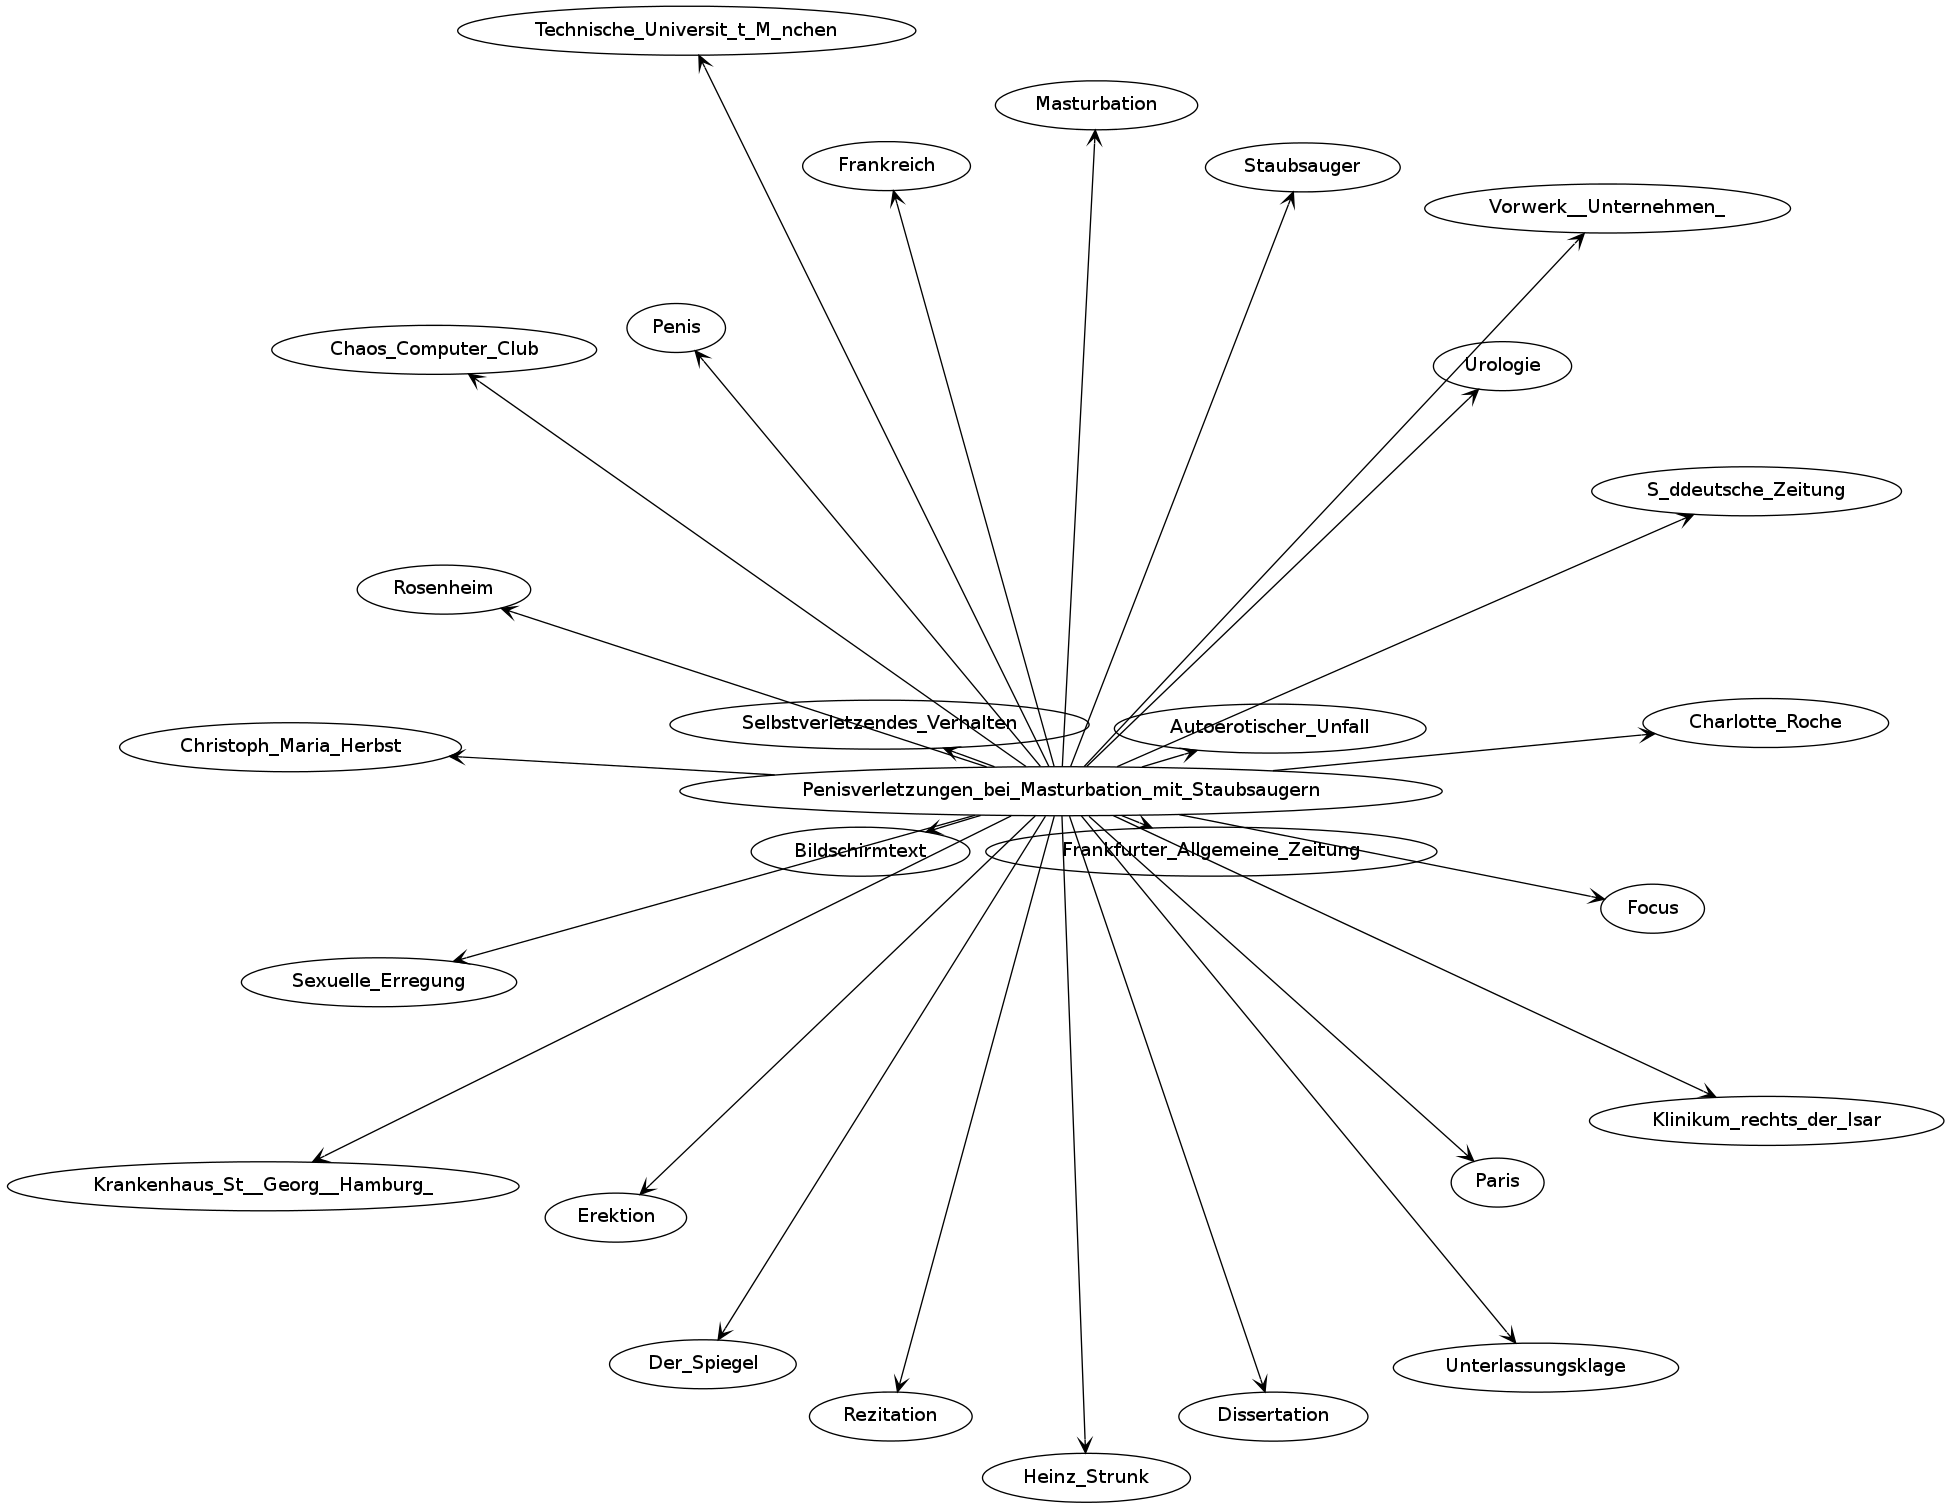 Technische_Universit_t_M_nchen
Masturbation
Frankreich
Staubsauger
Vorwerk__Unternehmen_
Penis
Chaos_Computer_Club
Urologie
S_ddeutsche_Zeitung
Rosenheim
Selbstverletzendes_Verhalten
Autoerotischer_Unfall
Charlotte_Roche
Christoph_Maria_Herbst
Penisverletzungen_bei_Masturbation_mit_Staubsaugern
Bildschirmtext
Frankfurter_Allgemeine_Zeitung
Focus
Sexuelle_Erregung
Klinikum_rechts_der_Isar
Krankenhaus_St__Georg__Hamburg_
Paris
Erektion
Der_Spiegel
Unterlassungsklage
Rezitation
Dissertation
Heinz_Strunk